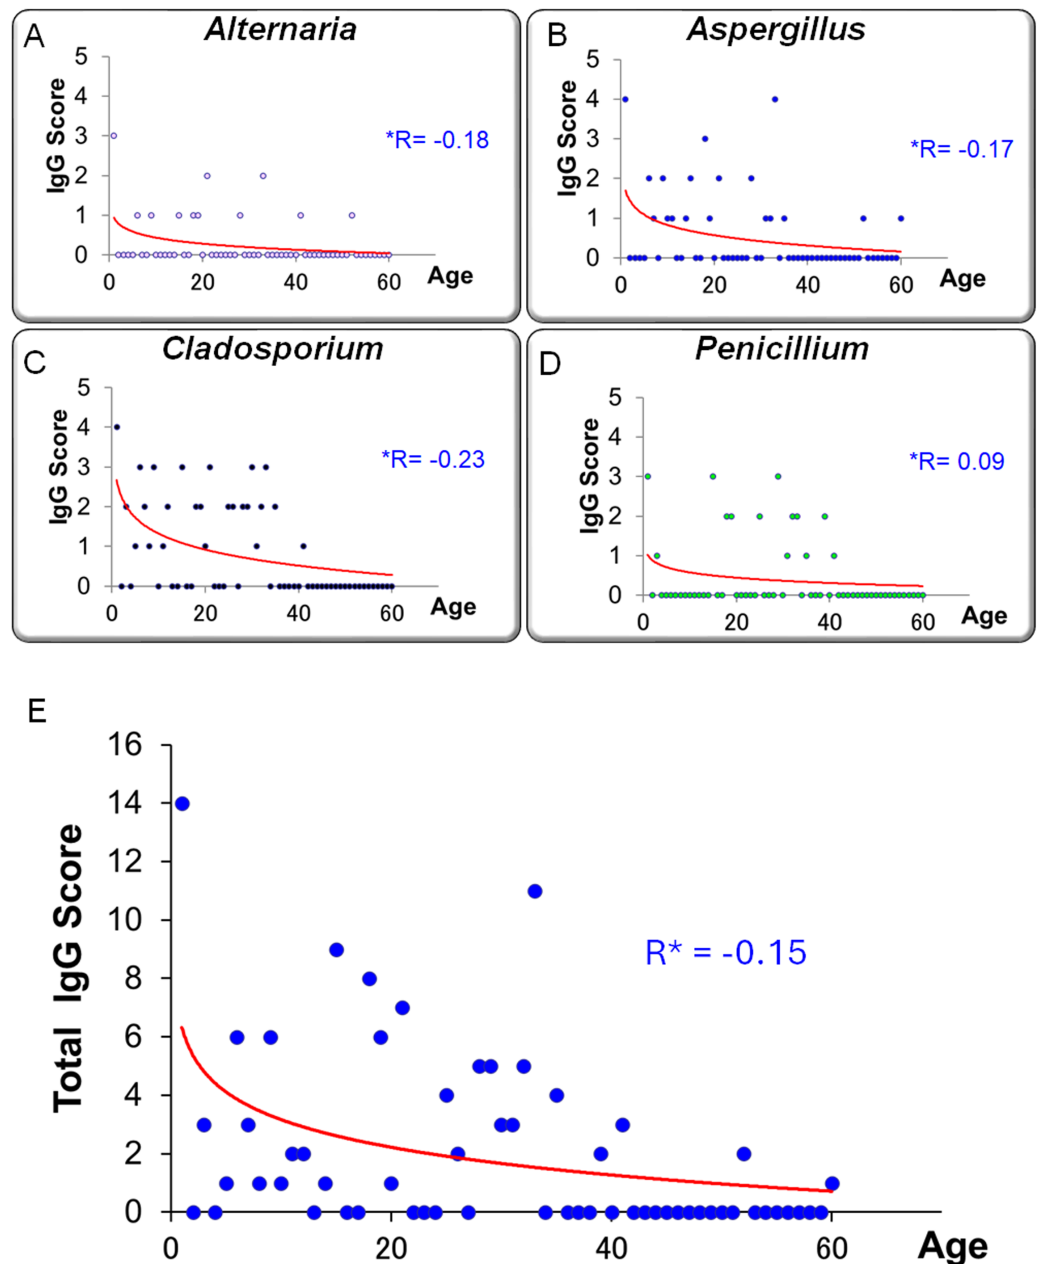 A
Alternaria
5
4
3
2
1
0
0 20 40 60
IgG Score
*R= -0.18
Age
B
Aspergillus
5
4
3
2
1
0
0 20 40 60
IgG Score
*R= -0.17
Age
C
Cladosporium
5
4
3
2
1
0
0 20 40 60
IgG Score
*R= -0.23
Age
D
Penicillium
5
4
3
2
1
0
0 20 40 60
IgG Score
*R= 0.09
Age
E
16
14
12
10
8
6
4
2
0
0 20 40 60
Total IgG Score
R* = -0.15
Age